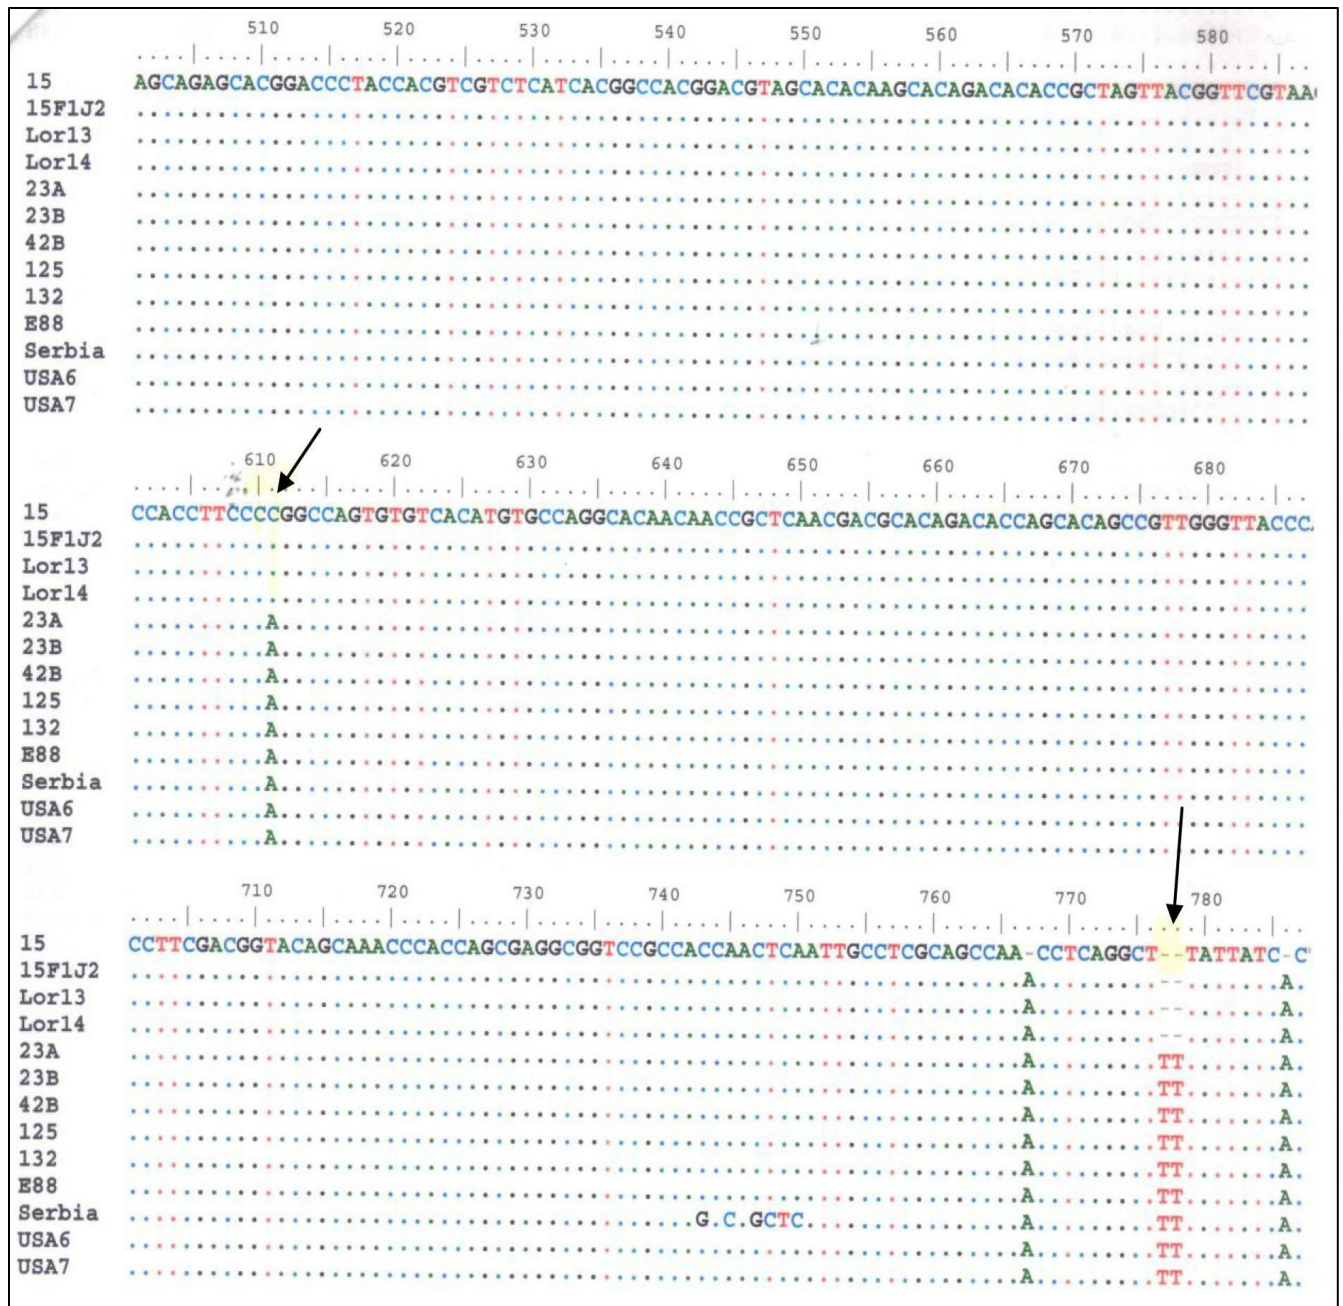 510 520 530 540 550 560 570 580
15 AGCAGAGCACGGACCCTACCACGTCGTCTCATCACGGCCACGGACGTAGCACACAAGCACAGACACACCGCTAGTTACGGTTCGTAA
15F1J2
Lor13
Lor14
23A
23B
42B
125
132
E88
Serbia
USA6
USA7
610 620 630 640 650 660 670 680
15 CCACCTTCCCCGGCCAGTGTGTCACATGTGCCAGGCACAACAACCGCTCAACGACGCACAGACACCAGCACAGCCGTTGGGTTACCC
15F1J2
Lor13
Lor14
23A A
23B A
42B A
125 A
132 A
E88 A
Serbia A
USA6 A
USA7 A
710 720 730 740 750 760 770 780
15 CCTTCGACGGTACAGCAAACCCACCAGCGAGGCGGTCCGCCACCAACTCAATTGCCTCGCAGCCAA-CCTCAGGCT--TATTATC-C
15F1J2 A -- A
Lor13 A -- A
Lor14 A -- A
23A A TT A
23B A TT A
42B A TT A
125 A TT A
132 A TT A
E88 A TT A
Serbia G.C.GCTC A TT A
USA6 A TT A
USA7 A TT A